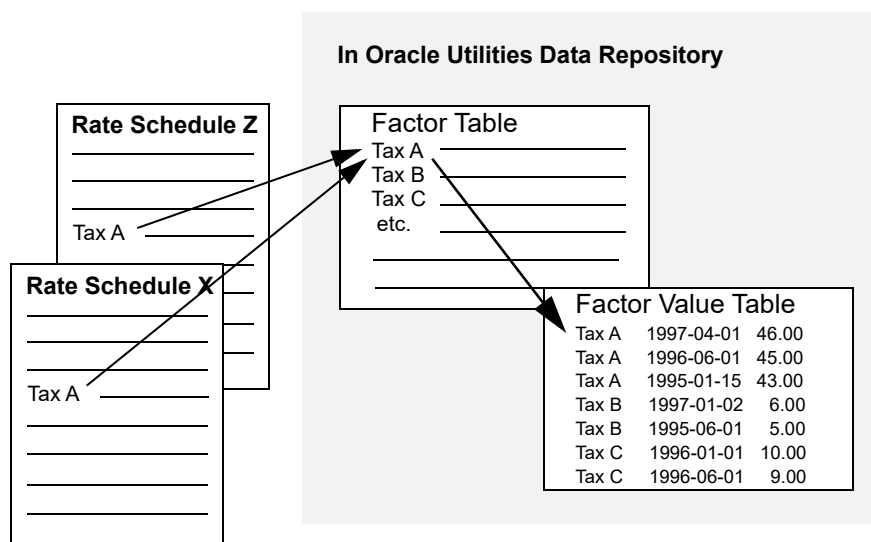 In Oracle Utilities Data Repository
Rate Schedule Z
Tax A
Rate Schedule X
Tax A
Factor Table
Tax A
Tax B
Tax C
etc.
Factor Value Table
Tax A 1997-04-01 46.00
Tax A 1996-06-01 45.00
Tax A 1995-01-15 43.00
Tax B 1997-01-02 6.00
Tax B 1995-06-01 5.00
Tax C 1996-01-01 10.00
Tax C 1996-06-01 9.00